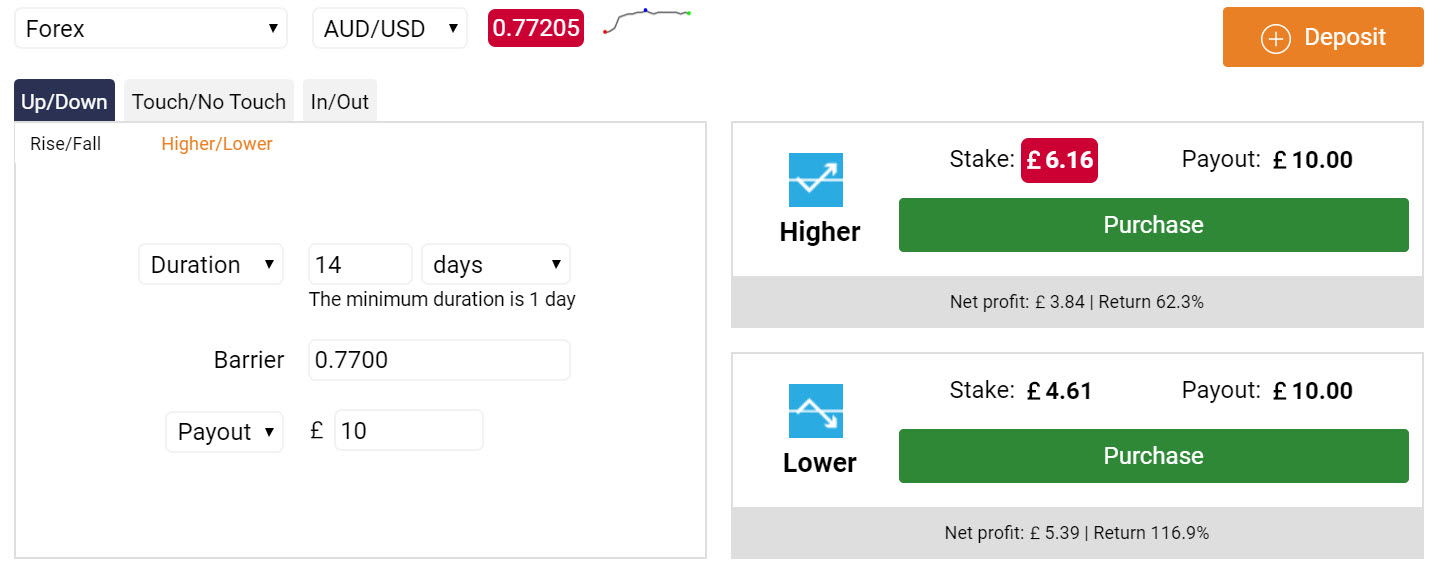 Forex
AUD/USD
0.77205
Deposit
Up/Down
Touch/No Touch
In/Out
Rise/Fall
Higher/Lower
Duration
14
days
The minimum duration is 1 day
Barrier
0.7700
Payout
£
10
Higher
Stake: £ 6.16
Payout: £ 10.00
Purchase
Net profit: £ 3.84 | Return 62.3%
Lower
Stake: £ 4.61
Payout: £ 10.00
Purchase
Net profit: £ 5.39 | Return 116.9%